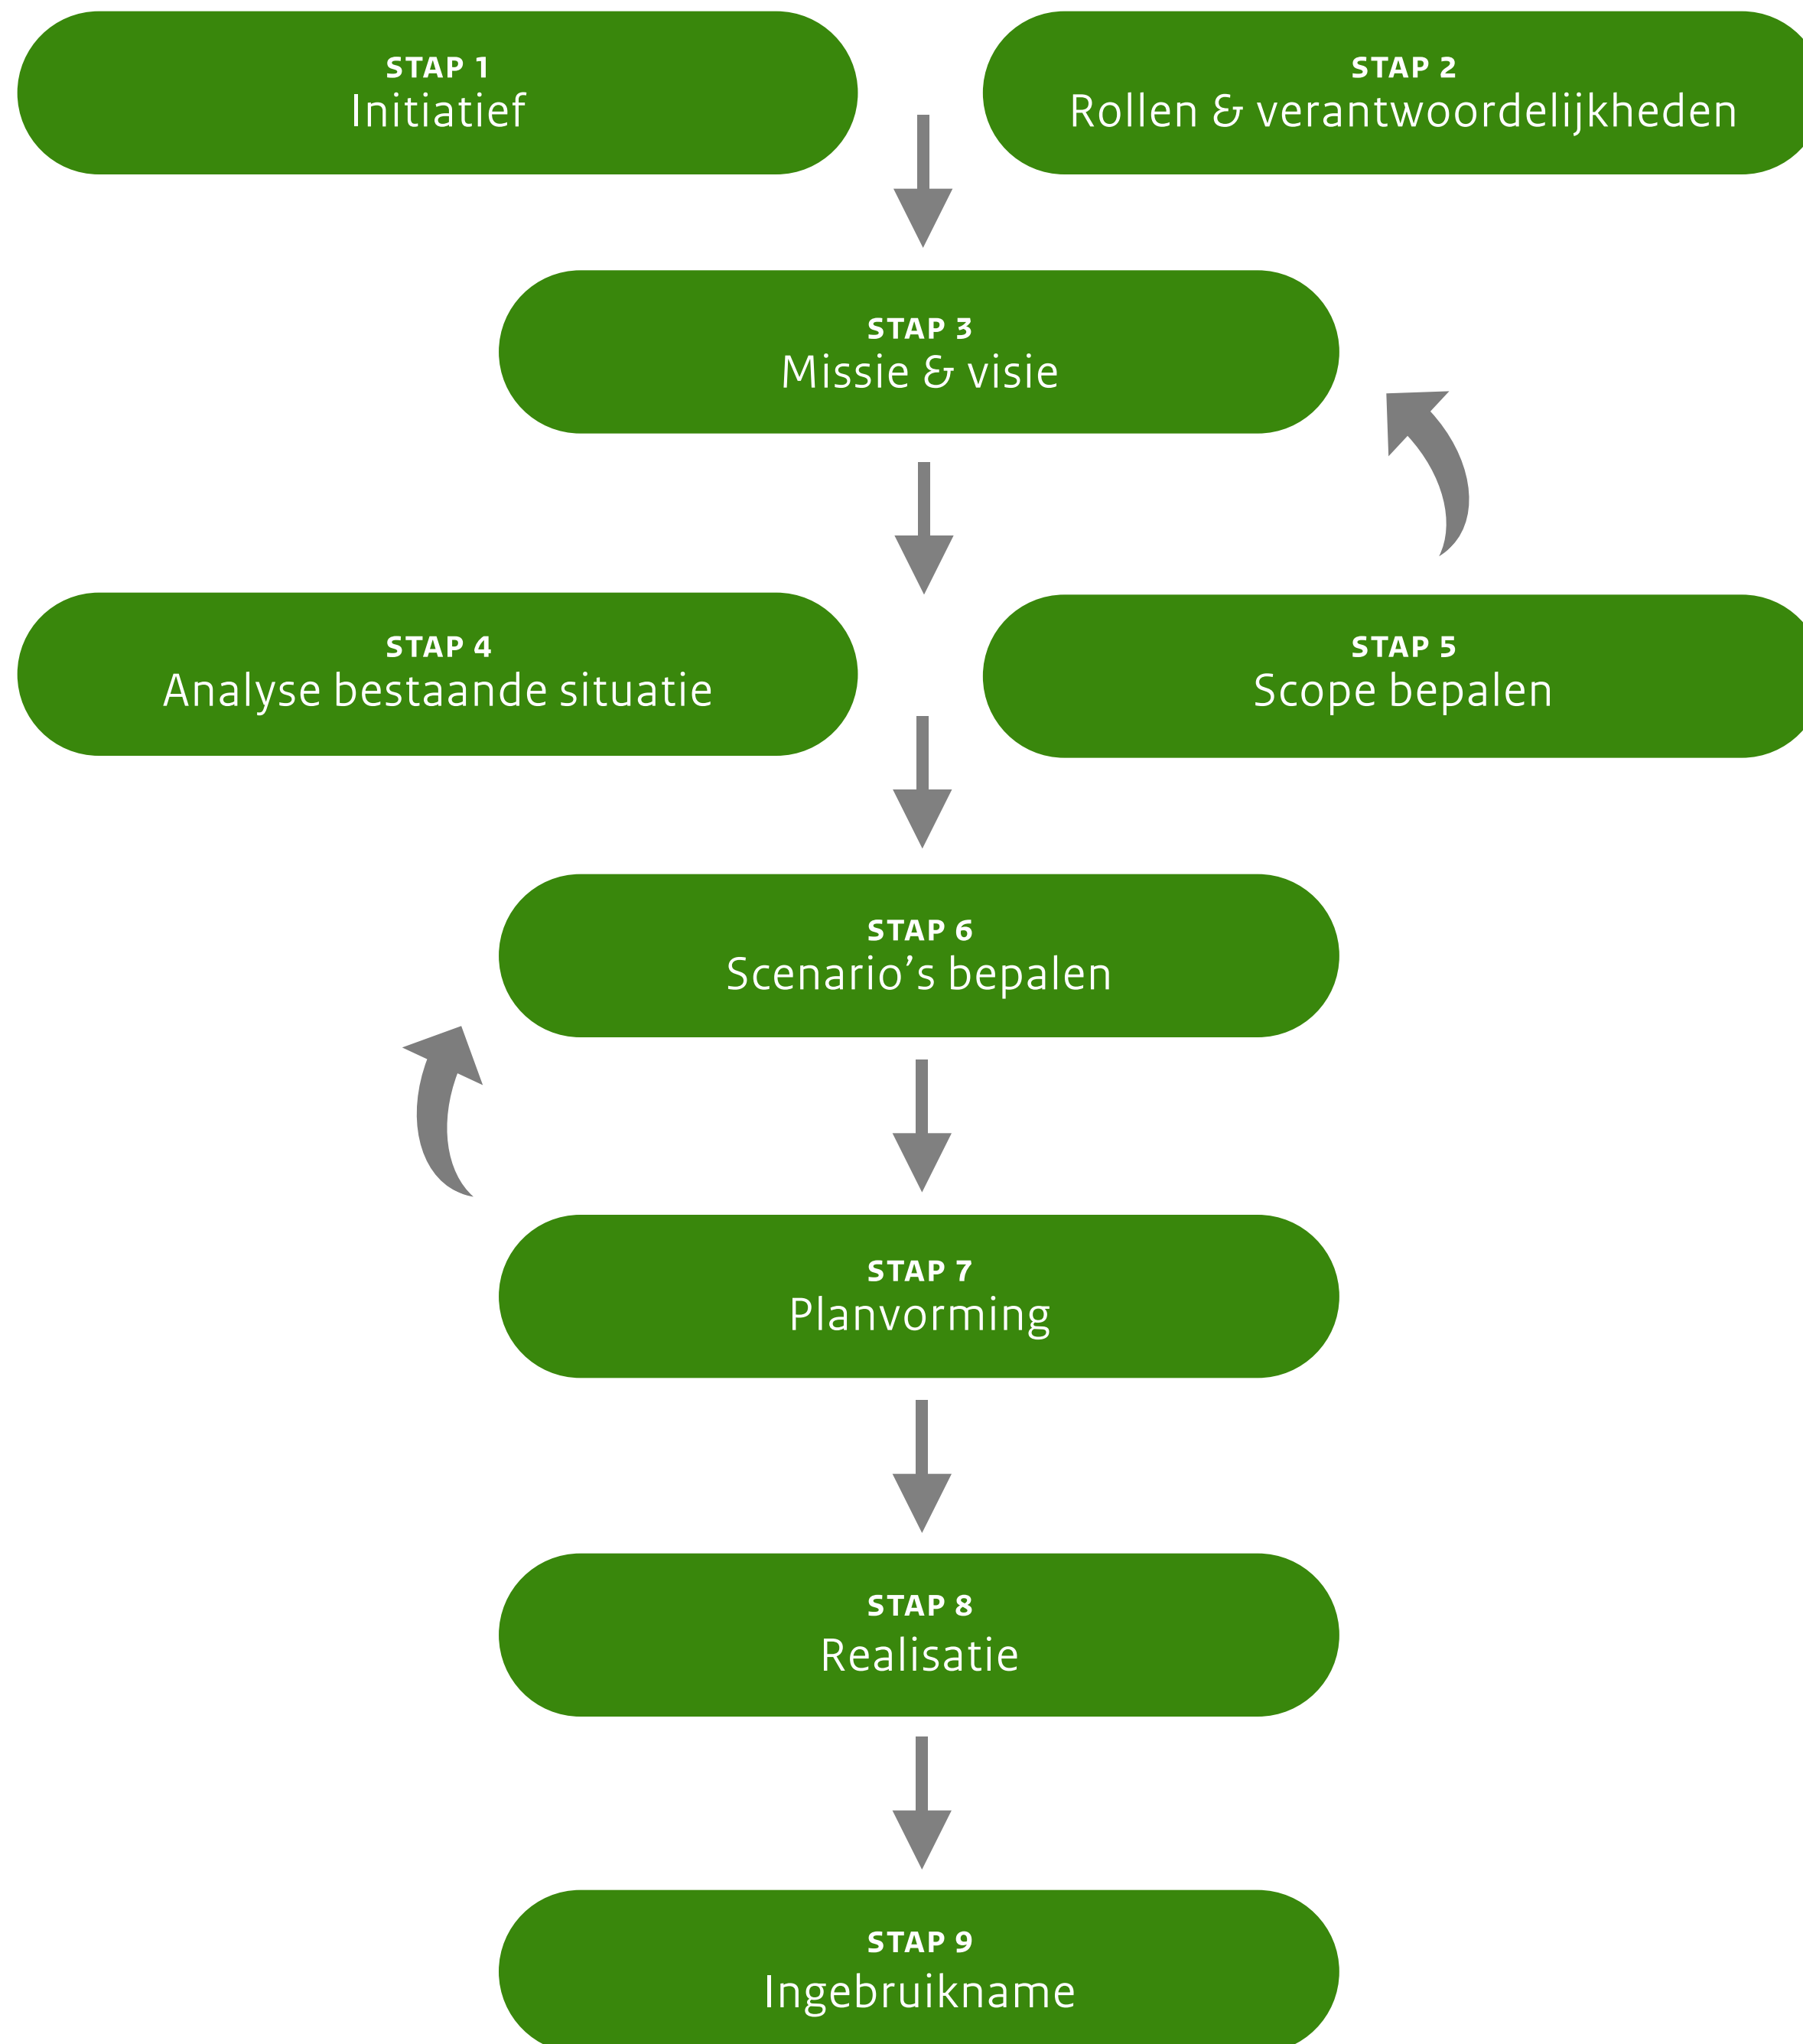 STAP 1
Initiatief
STAP 2
Rollen & verantwoordelijkheden
STAP 3
Missie & visie
STAP 4
Analyse bestaande situatie
STAP 5
Scope bepalen
STAP 6
Scenario’s bepalen
STAP 7
Planvorming
STAP 8
Realisatie
STAP 9
Ingebruikname